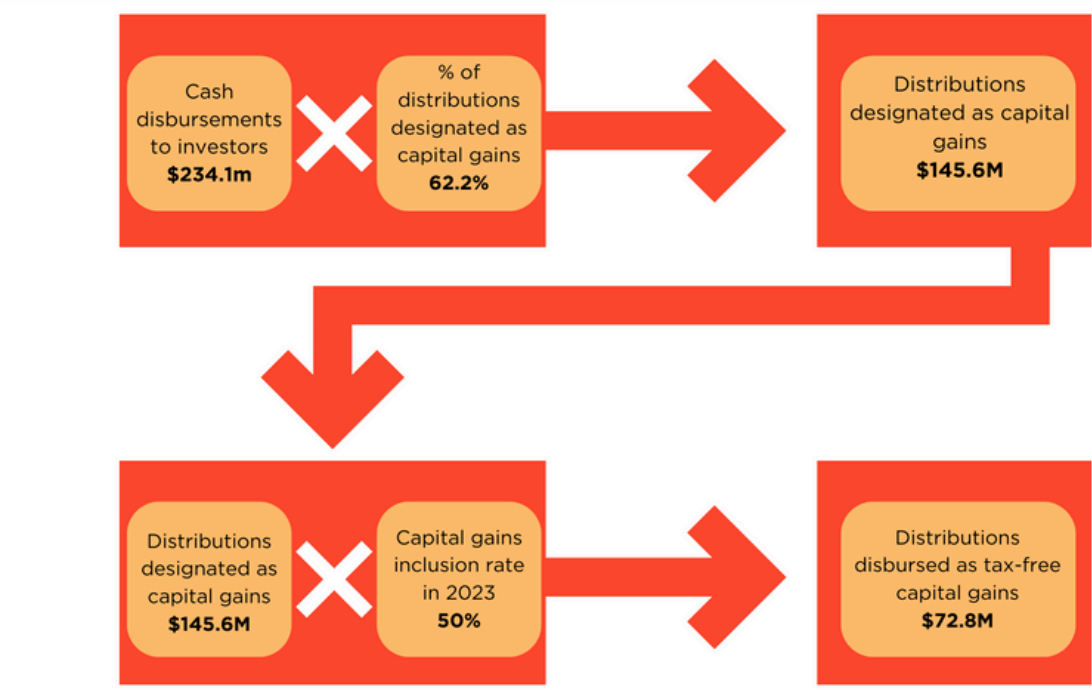 Cash
disbursements
to investors
$234.1m
% of
distributions
designated as
capital gains
62.2%
Distributions
designated as capital
gains
$145.6M
Distributions
designated as
capital gains
$145.6M
Capital gains
inclusion rate
in 2023
50%
Distributions
disbursed as tax-free
capital gains
$72.8M